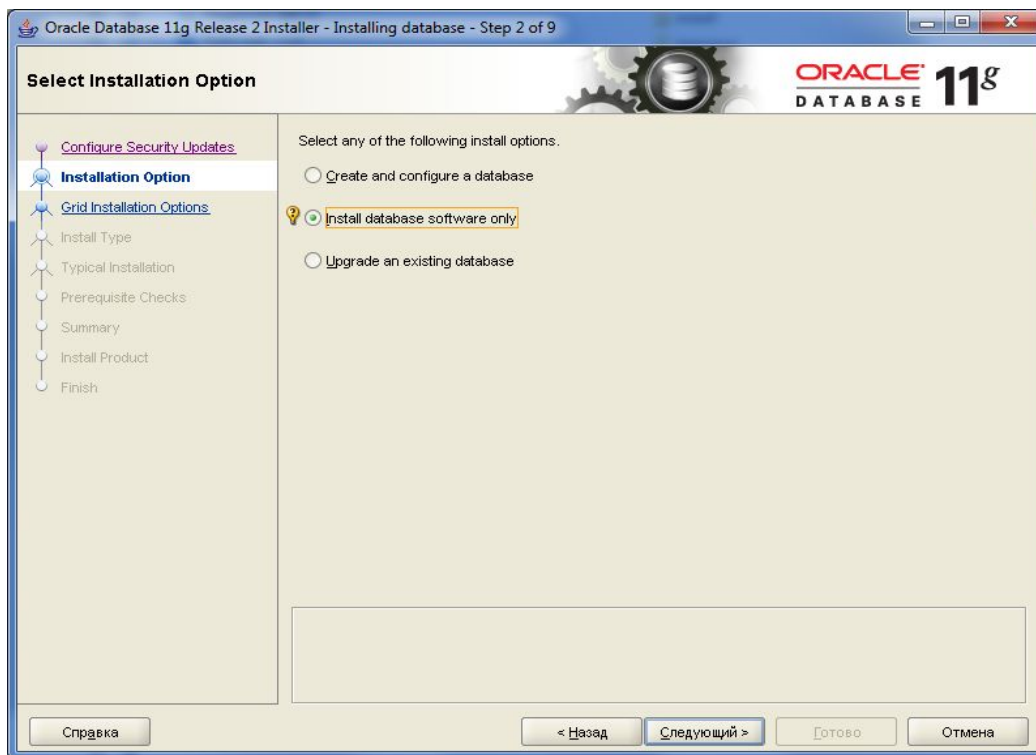 Oracle Database 11g Release 2 Installer - Installing database - Step 2 of 9
Select Installation Option
ORACLE
DATABASE
11g
Configure Security Updates
Installation Option
Grid Installation Options
Install Type
Typical Installation
Prerequisite Checks
Summary
Install Product
Finish
Select any of the following install options.
Create and configure a database
Install database software only
Upgrade an existing database
Справка
< Назад
Следующий >
Готово
Отмена